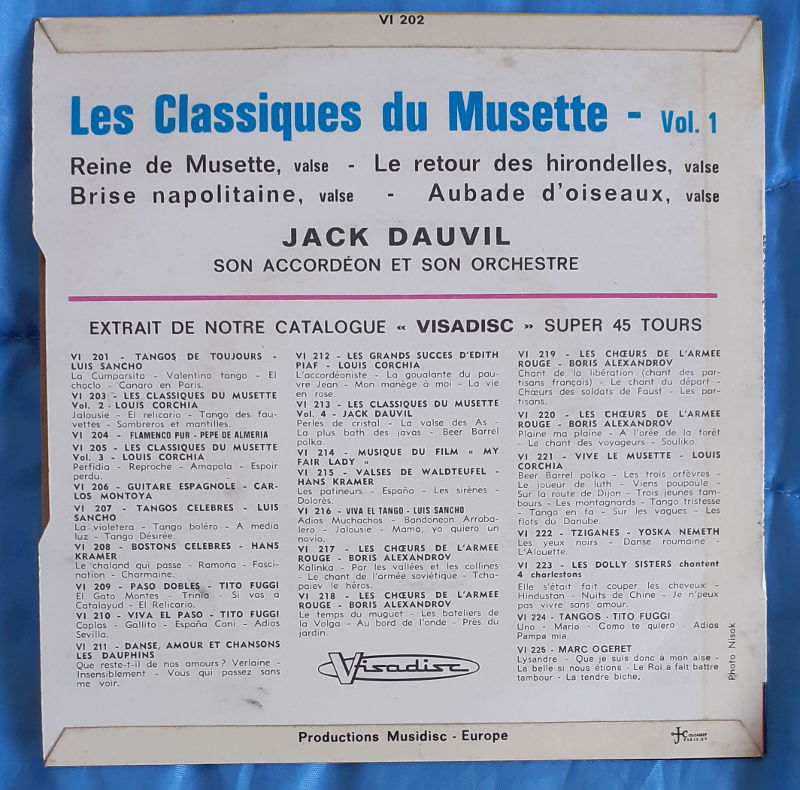 VI 202
Les Classiques du Musette - Vol. 1
Reine de Musette, valse - Le retour des hirondelles, valse
Brise napolitaine, valse - Aubade d'oiseaux, valse
JACK DAUVIL
SON ACCORDÉON ET SON ORCHESTRE
EXTRAIT DE NOTRE CATALOGUE « VISADISC » SUPER 45 TOURS
VI 201 - TANGOS DE TOUJOURS -
LUIS SANCHO
La Cumparsita - Valentino tango - El
choclo - Canaro en Paris.
VI 203 - LES CLASSIQUES DU MUSETTE
Vol. 2 - LOUIS CORCHIA
Jalousie - El relicario - Tango des fau-
vettes - Sombreros et mantilles.
VI 204 - FLAMENCO PUR - PEPE DE ALMERIA
VI 205 - LES CLASSIQUES DU MUSETTE
Vol. 3 - LOUIS CORCHIA
Perfidia - Reproche - Amapola - Espoir
perdu.
VI 206 - GUITARE ESPAGNOLE - CAR-
LOS MONTOYA
VI 207 - TANGOS CELEBRES - LUIS
SANCHO
La violetera - Tango boléro - A media
luz - Tango Désirée.
VI 208 - BOSTONS CELEBRES - HANS
KRAMER
Le chaland qui passe - Ramona - Fasci-
nation - Charmaine.
VI 209 - PASO DOBLES - TITO FUGGI
El Gato Montes - Trinia - Si vas a
Catalayud - El Relicario.
VI 210 - VIVA EL PASO - TITO FUGGI
Coplas - Gallito - España Cani - Adios
Sevilla.
VI 211 - DANSE, AMOUR ET CHANSONS
LES DAUPHINS
Que reste-t-il de nos amours ? Verlaine -
Insensiblement - Vous qui passez sans
me voir.
VI 212 - LES GRANDS SUCCES D'EDITH
PIAF - LOUIS CORCHIA
L'accordéoniste - La goualante du pau-
vre Jean - Mon manège à moi - La vie
en rose.
VI 213 - LES CLASSIQUES DU MUSETTE
Vol. 4 - JACK DAUVIL
Perles de cristal - La valse des As -
La plus bath des javas - Beer Barrel
polka.
VI 214 - MUSIQUE DU FILM « MY
FAIR LADY »
VI 215 - VALSES DE WALDTEUFEL -
HANS KRAMER
Les patineurs - España - Les sirènes -
Dolorès.
VI 216 - VIVA EL TANGO - LUIS SANCHO
Adios Muchachos - Bandoneon Arraba-
lero - Jalousie - Mama, yo quiero un
novio.
VI 217 - LES CHŒURS DE L'ARMEE
ROUGE - BORIS ALEXANDROV
Kalinka - Par les vallées et les collines
- Le chant de l'armée soviétique - Tcha-
païev le héros.
VI 218 - LES CHŒURS DE L'ARMEE
ROUGE - BORIS ALEXANDROV
Le temps du muguet - Les bateliers de
la Volga - Au bord de l'onde - Près du
jardin.
Visadisc
VI 219 - LES CHŒURS DE L'ARMEE
ROUGE - BORIS ALEXANDROV
Chant de la libération (chant des par-
tisans français) - Le chant du départ -
Chœurs des soldats de Faust - Les par-
tisans.
VI 220 - LES CHŒURS DE L'ARMEE
ROUGE - BORIS ALEXANDROV
Plaine ma plaine - A l'orée de la forêt
- Le chant des voyageurs - Souliko.
VI 221 - VIVE LE MUSETTE - LOUIS
CORCHIA
Beer Barrel polka - Les trois orfèvres -
Le joueur de luth - Viens poupoule -
Sur la route de Dijon - Trois jeunes tam-
bours - Les montagnards - Tango tristesse
- Tango en fa - Sur les vagues - Les
flots du Danube.
VI 222 - TZIGANES - YOSKA NEMETH
Les yeux noirs - Danse roumaine -
L'Alouette.
VI 223 - LES DOLLY SISTERS chantent
4 charlestons
Elle s'était fait couper les cheveux -
Hindustan - Nuits de Chine - Je n'peux
pas vivre sans amour.
VI 224 - TANGOS - TITO FUGGI
Uno - Mario - Como te quiero - Adios
Pampa mia.
VI 225 - MARC OGERET
Lysandre - Que je suis donc à mon aise -
La belle si nous étions - Le Roi a fait battre
tambour - La tendre biche.
Photo Nisak
Productions Musidisc - Europe
COLOMBET
PARIS-XV